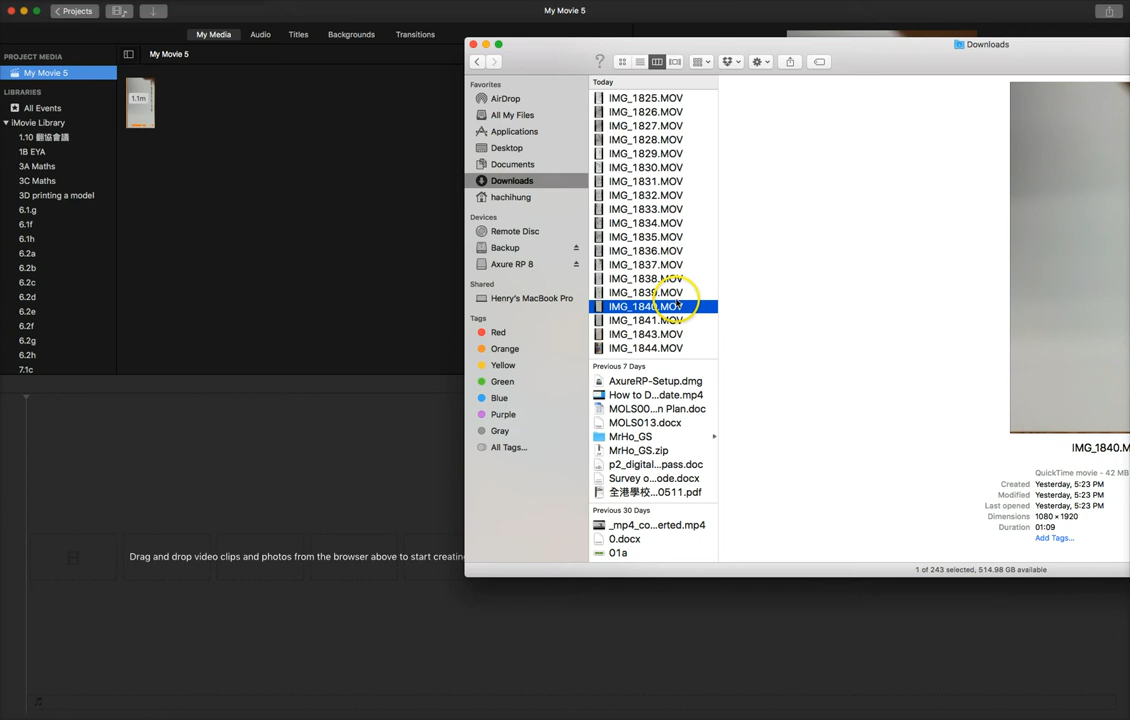 Projects
My Movie 5
My Media
Audio
Titles
Backgrounds
Transitions
PROJECT MEDIA
My Movie 5
LIBRARIES
All Events
iMovie Library
1.10 翻協會議
1B EYA
3A Maths
3C Maths
3D printing a model
6.1.g
6.1f
6.1h
6.2a
6.2b
6.2c
6.2d
6.2e
6.2f
6.2g
6.2h
7.1c
My Movie 5
1.1m
Drag and drop video clips and photos from the browser above to start creating
Downloads
Favorites
AirDrop
All My Files
Applications
Desktop
Documents
Downloads
hachihung
Devices
Remote Disc
Backup
Axure RP 8
Shared
Henry's MacBook Pro
Tags
Red
Orange
Yellow
Green
Blue
Purple
Gray
All Tags...
Today
IMG_1825.MOV
IMG_1826.MOV
IMG_1827.MOV
IMG_1828.MOV
IMG_1829.MOV
IMG_1830.MOV
IMG_1831.MOV
IMG_1832.MOV
IMG_1833.MOV
IMG_1834.MOV
IMG_1835.MOV
IMG_1836.MOV
IMG_1837.MOV
IMG_1838.MOV
IMG_1839.MOV
IMG_1840.MOV
IMG_1841.MOV
IMG_1843.MOV
IMG_1844.MOV
Previous 7 Days
AxureRP-Setup.dmg
How to D...date.mp4
MOLS00...n Plan.doc
MOLS013.docx
MrHo_GS
MrHo_GS.zip
p2_digital...pass.doc
Survey o...ode.docx
全港學校...0511.pdf
Previous 30 Days
_mp4_co...erted.mp4
0.docx
01a
IMG_1840.M
QuickTime movie - 42 MB
Created Yesterday, 5:23 PM
Modified Yesterday, 5:23 PM
Last opened Yesterday, 5:23 PM
Dimensions 1080 × 1920
Duration 01:09
Add Tags...
1 of 243 selected, 514.98 GB available